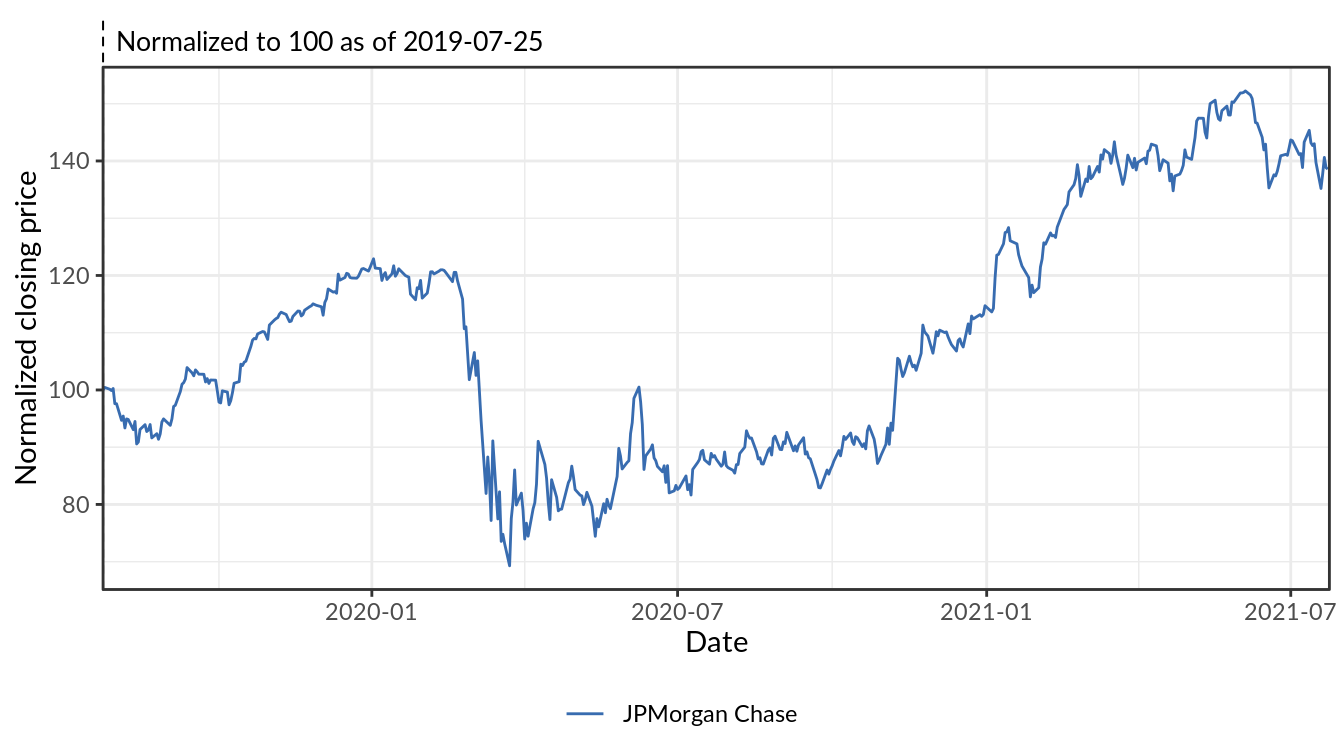 Normalized to 100 as of 2019-07-25
Normalized closing price
140
120
100
80
2020-01
2020-07
2021-01
2021-07
Date
JPMorgan Chase